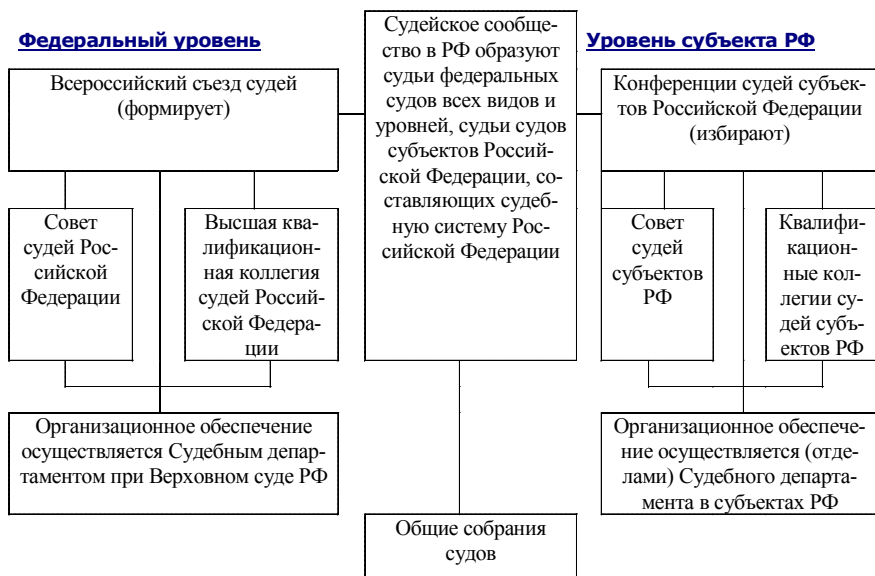 Федеральный уровень
Всероссийский съезд судей
(формирует)
Совет
судей Рос-
сийской
Федерации
Высшая ква-
лификацион-
ная коллегия
судей Россий-
ской Федера-
ции
Организационное обеспечение
осуществляется Судебным депар-
таментом при Верховном суде РФ
Судейское сообще-
ство в РФ образуют
судьи федеральных
судов всех видов и
уровней, судьи судов
субъектов Россий-
ской Федерации, со-
ставляющих судеб-
ную систему Рос-
сийской Федерации
Общие собрания
судов
Уровень субъекта РФ
Конференции судей субъек-
тов Российской Федерации
(избирают)
Совет
судей
субъектов
РФ
Квалифи-
кацион-
ные кол-
легии су-
дей субъ-
ектов РФ
Организационное обеспече-
ние осуществляется (отде-
лами) Судебного департа-
мента в субъектах РФ